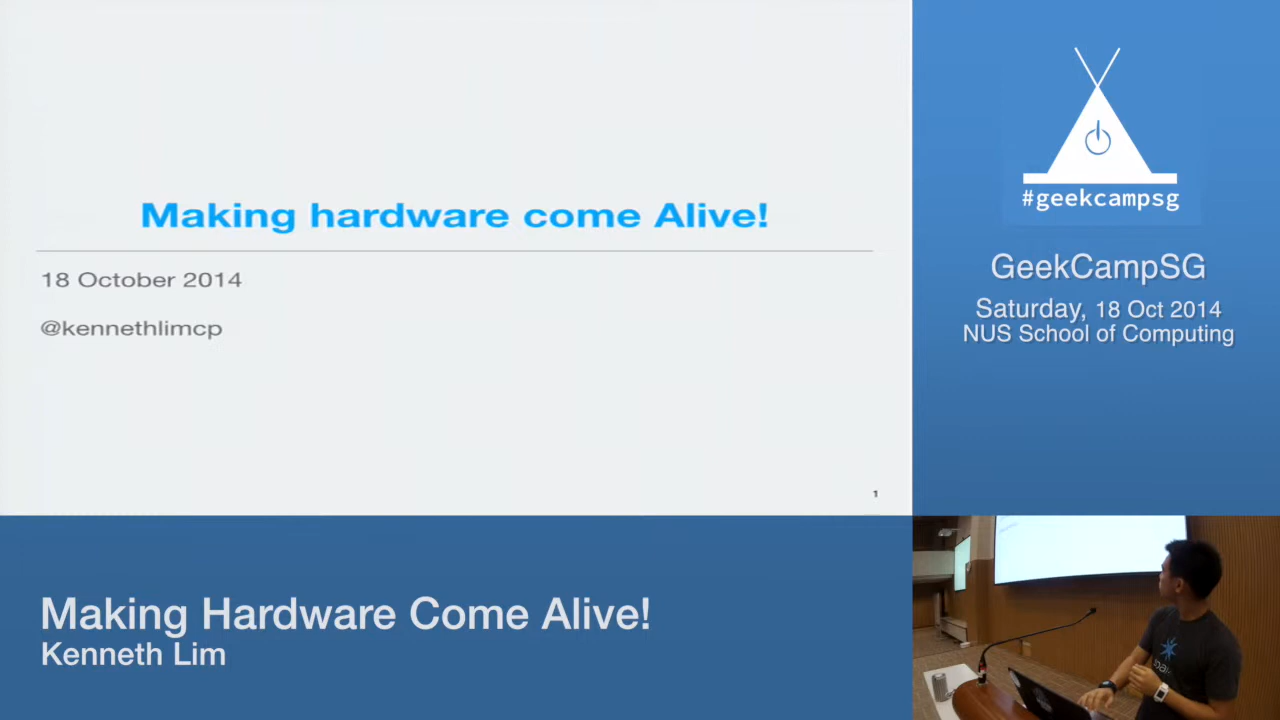 Making hardware come Alive!
18 October 2014
@kennethlimcp
1
#geekcampsg
GeekCampSG
Saturday, 18 Oct 2014
NUS School of Computing
Making Hardware Come Alive!
Kenneth Lim